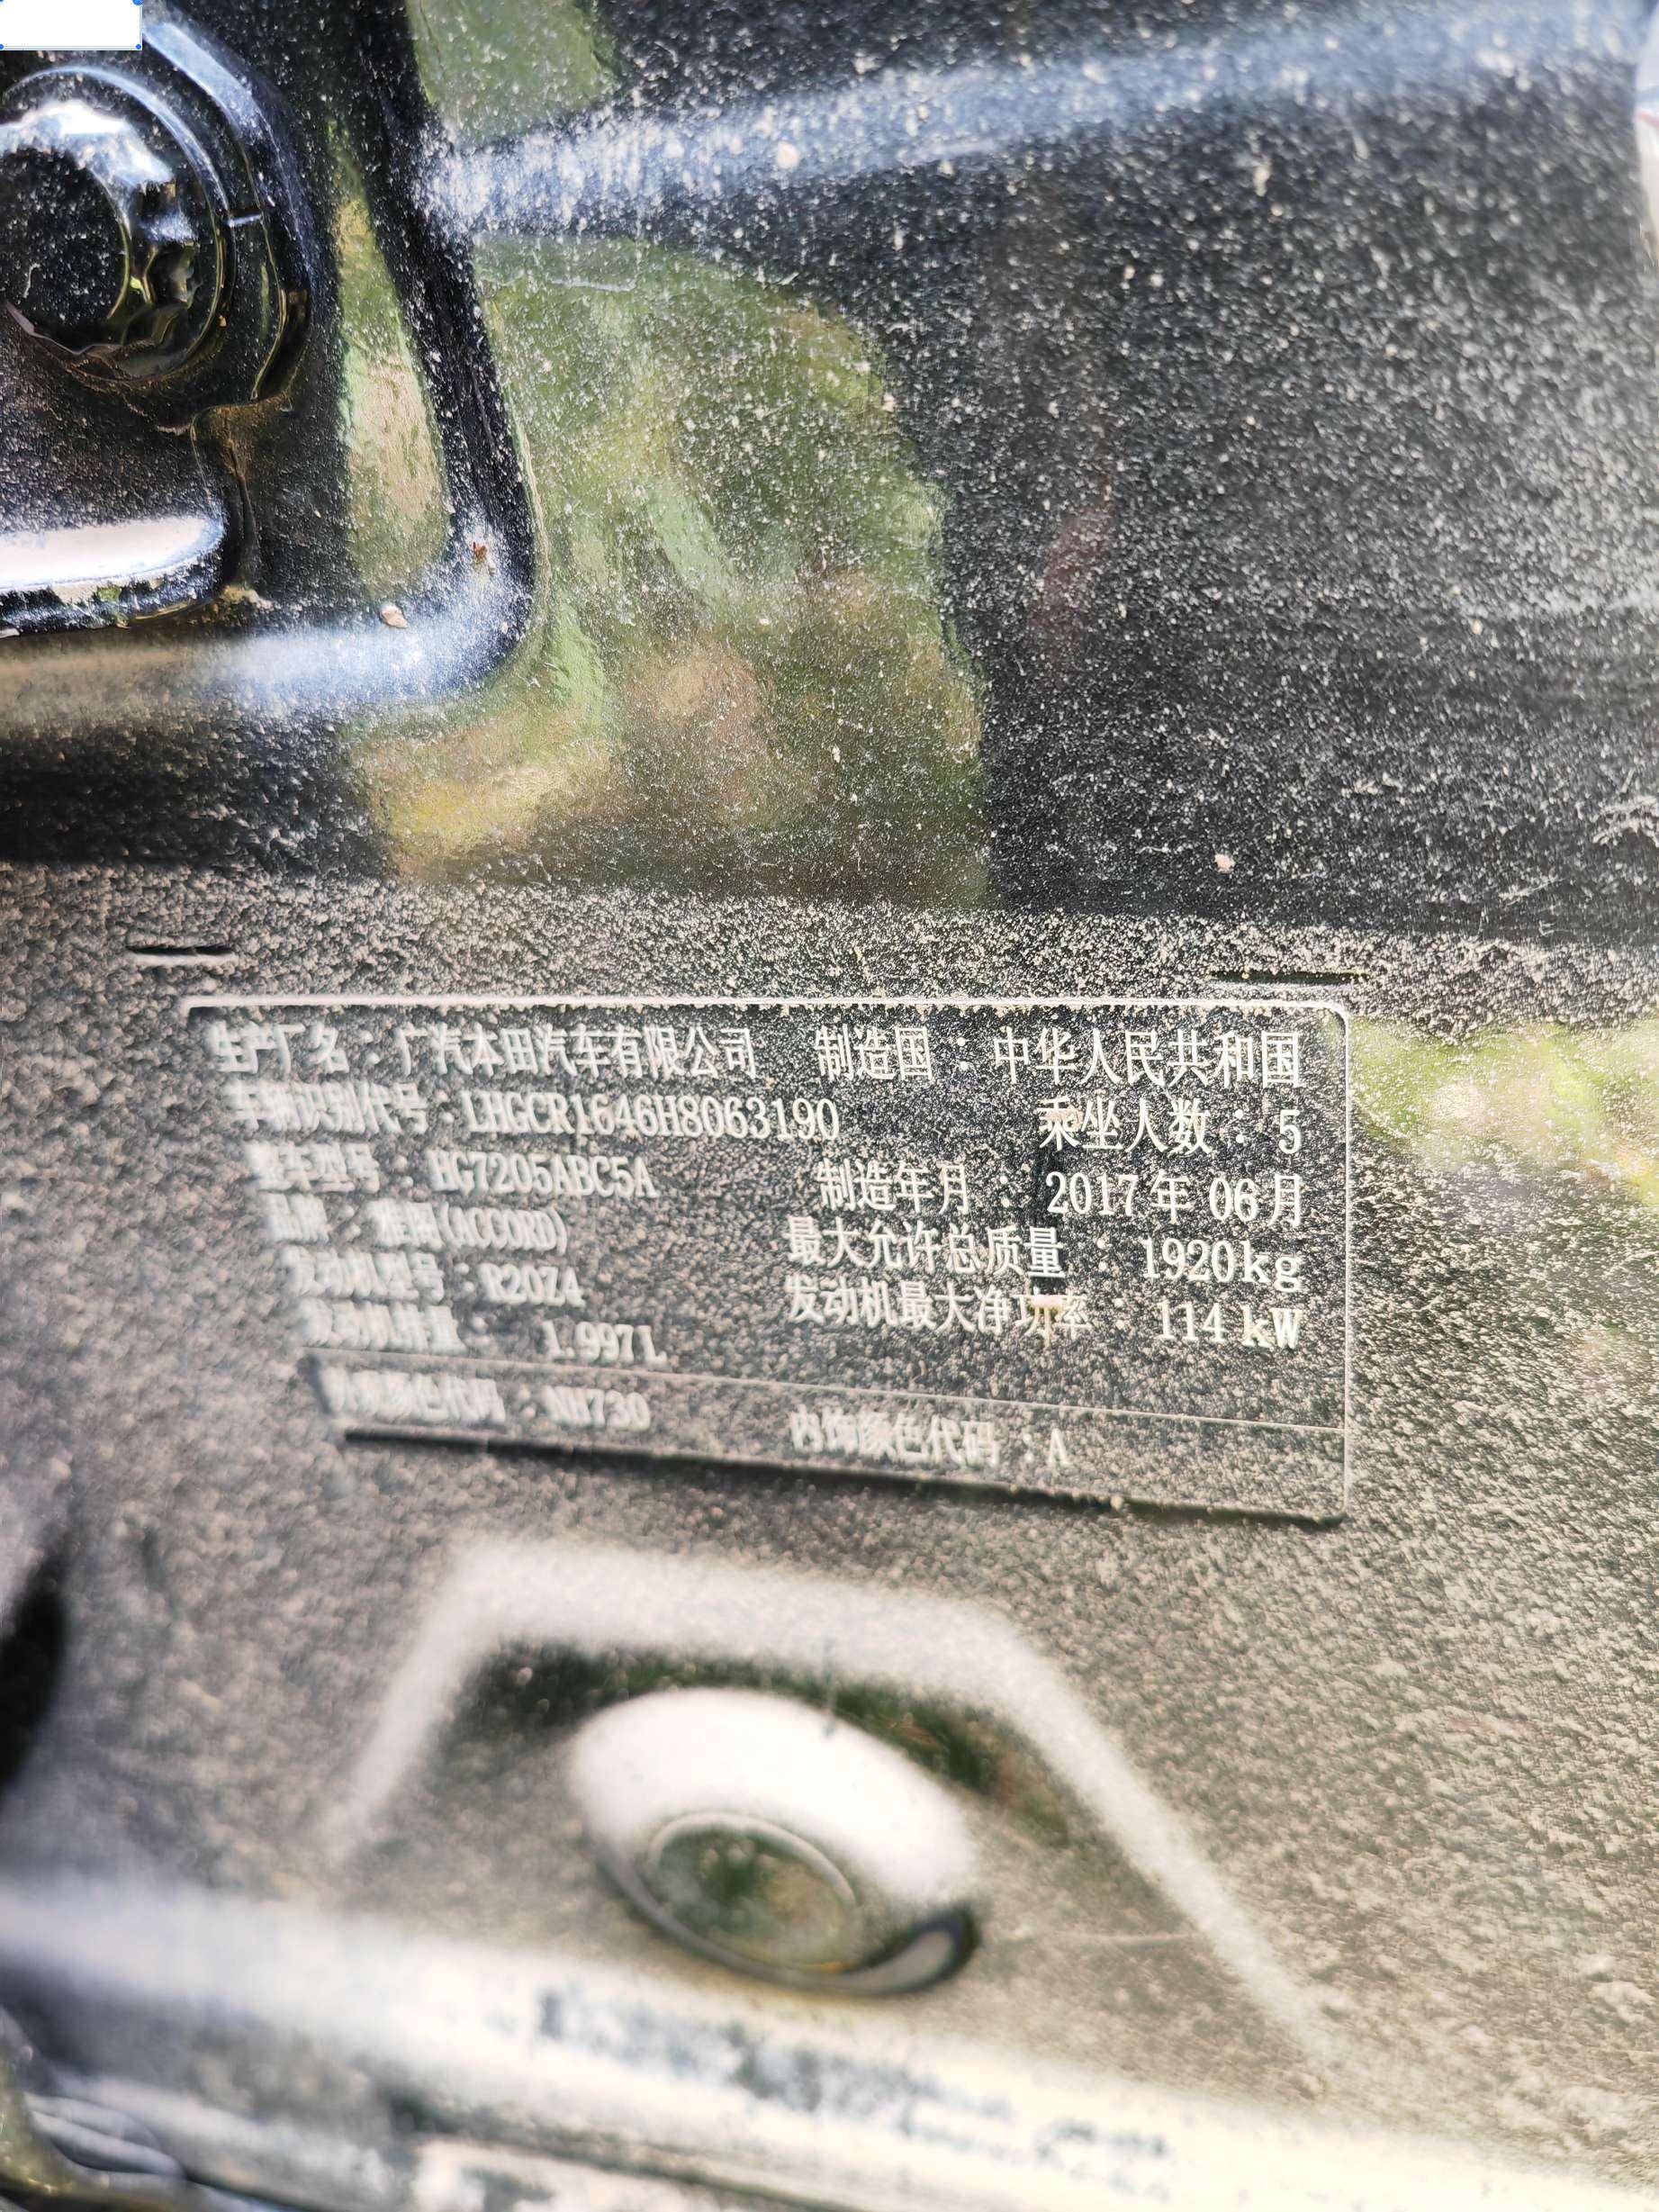 生产厂名：广汽本田汽车有限公司 制造国：中华人民共和国
车辆识别代号：LHGCR1646H8063190 乘坐人数：5
整车型号：HG7205ABC5A 制造年月：2017年06月
品牌：雅阁(ACCORD) 最大允许总质量：1920kg
发动机型号：R20Z4 发动机最大净功率：114kW
发动机排量：1.997L
颜色代码：NH730 内饰颜色代码：A